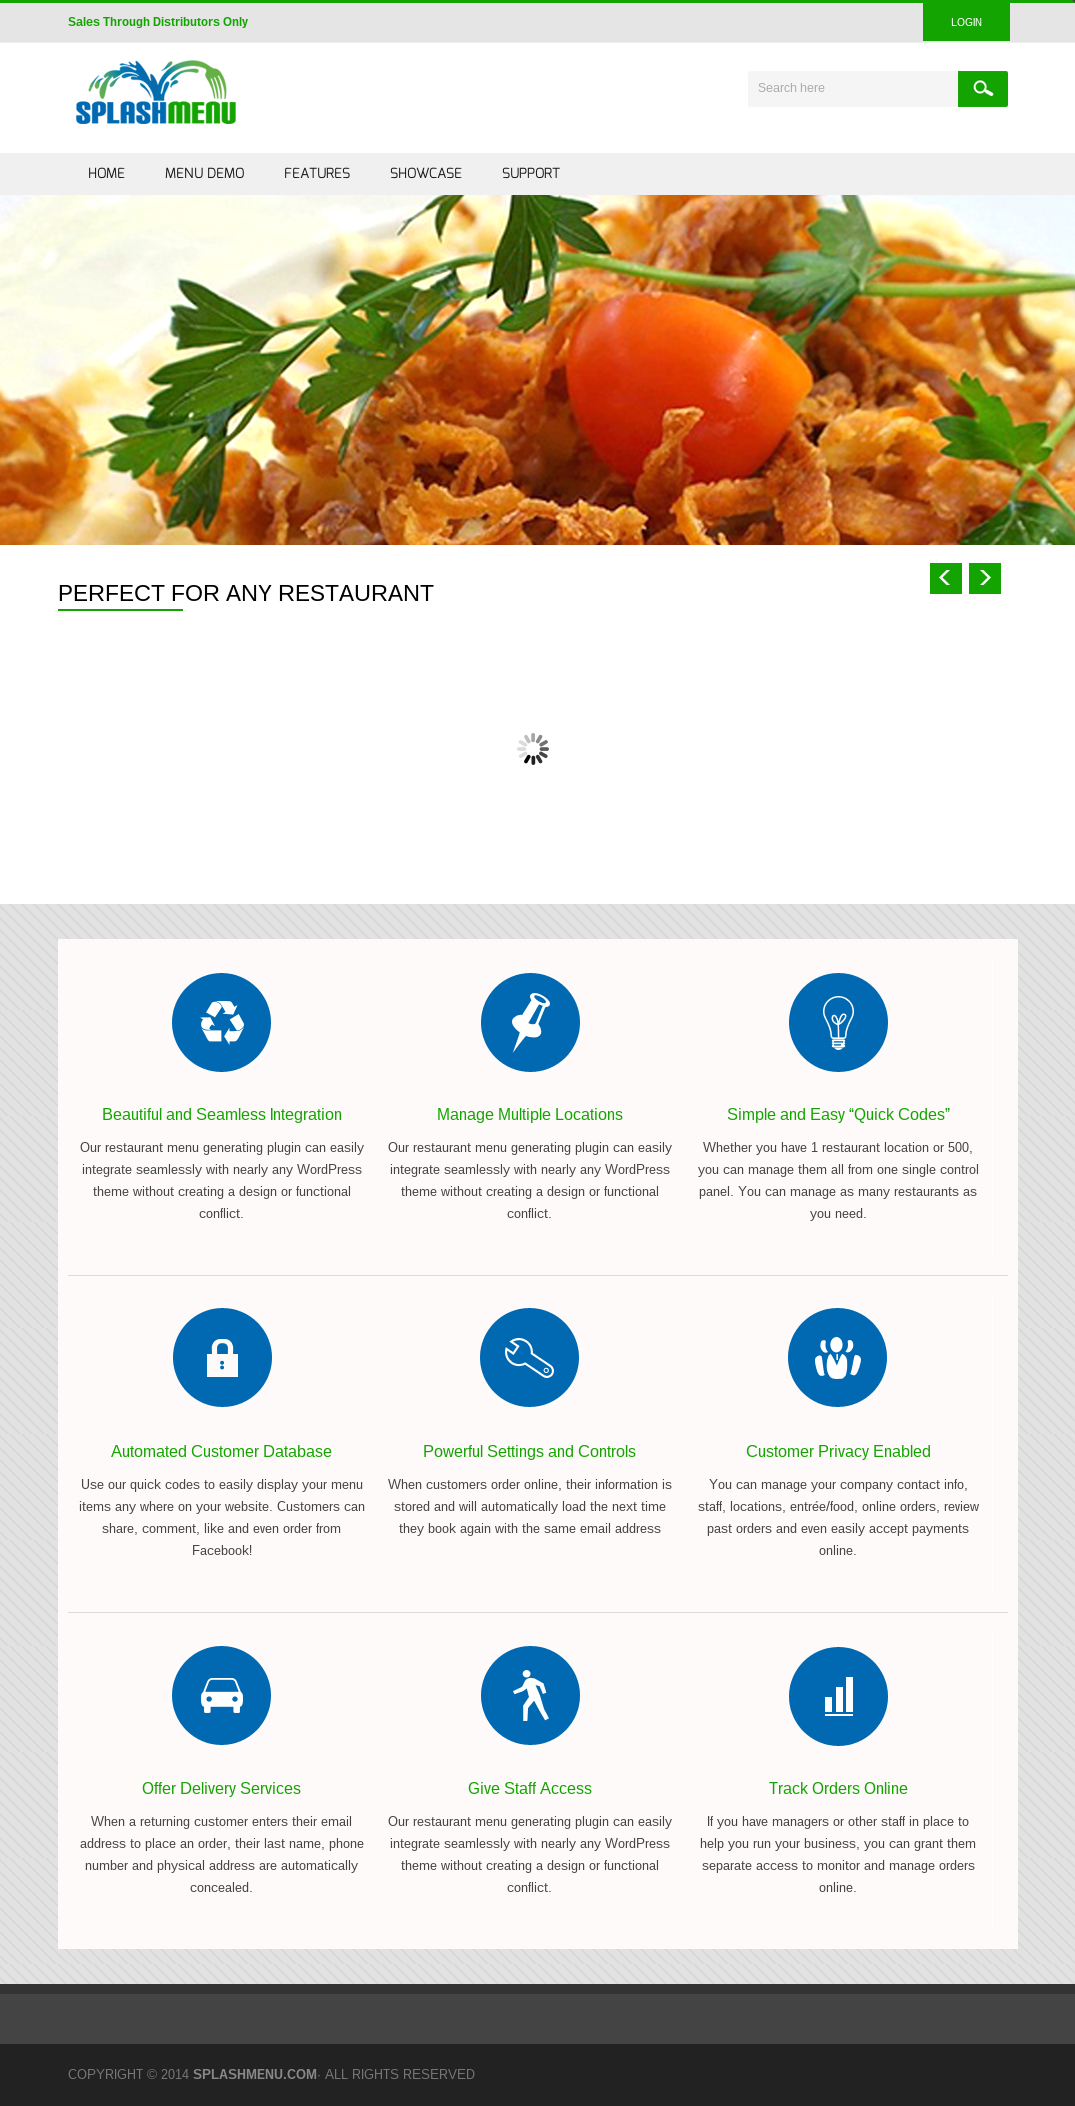 Sales Through Distributors Only
LOGIN
SPLASHMENU
Search here
HOME
MENU DEMO
FEATURES
SHOWCASE
SUPPORT
PERFECT FOR ANY RESTAURANT
Beautiful and Seamless Integration
Our restaurant menu generating plugin can easily
integrate seamlessly with nearly any WordPress
theme without creating a design or functional
conflict.
Manage Multiple Locations
Our restaurant menu generating plugin can easily
integrate seamlessly with nearly any WordPress
theme without creating a design or functional
conflict.
Simple and Easy “Quick Codes”
Whether you have 1 restaurant location or 500,
you can manage them all from one single control
panel. You can manage as many restaurants as
you need.
Automated Customer Database
Use our quick codes to easily display your menu
items any where on your website. Customers can
share, comment, like and even order from
Facebook!
Powerful Settings and Controls
When customers order online, their information is
stored and will automatically load the next time
they book again with the same email address
Customer Privacy Enabled
You can manage your company contact info,
staff, locations, entrée/food, online orders, review
past orders and even easily accept payments
online.
Offer Delivery Services
When a returning customer enters their email
address to place an order, their last name, phone
number and physical address are automatically
concealed.
Give Staff Access
Our restaurant menu generating plugin can easily
integrate seamlessly with nearly any WordPress
theme without creating a design or functional
conflict.
Track Orders Online
If you have managers or other staff in place to
help you run your business, you can grant them
separate access to monitor and manage orders
online.
COPYRIGHT © 2014 SPLASHMENU.COM· ALL RIGHTS RESERVED